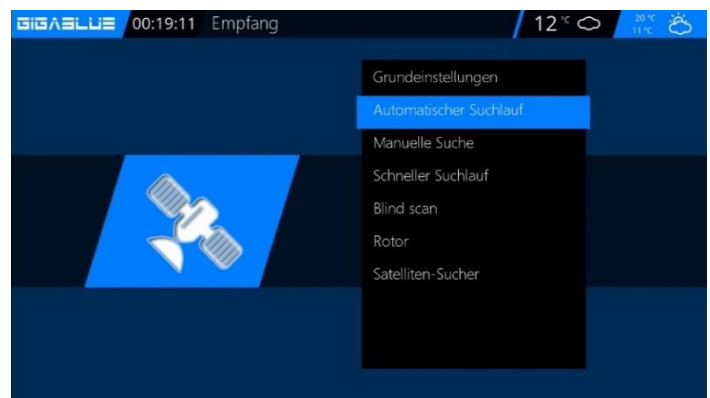 GIGABLUE 00:19:11 Empfang 12 °C 20 °C
11 °C
Grundeinstellungen
Automatischer Suchlauf
Manuelle Suche
Schneller Suchlauf
Blind scan
Rotor
Satelliten-Sucher